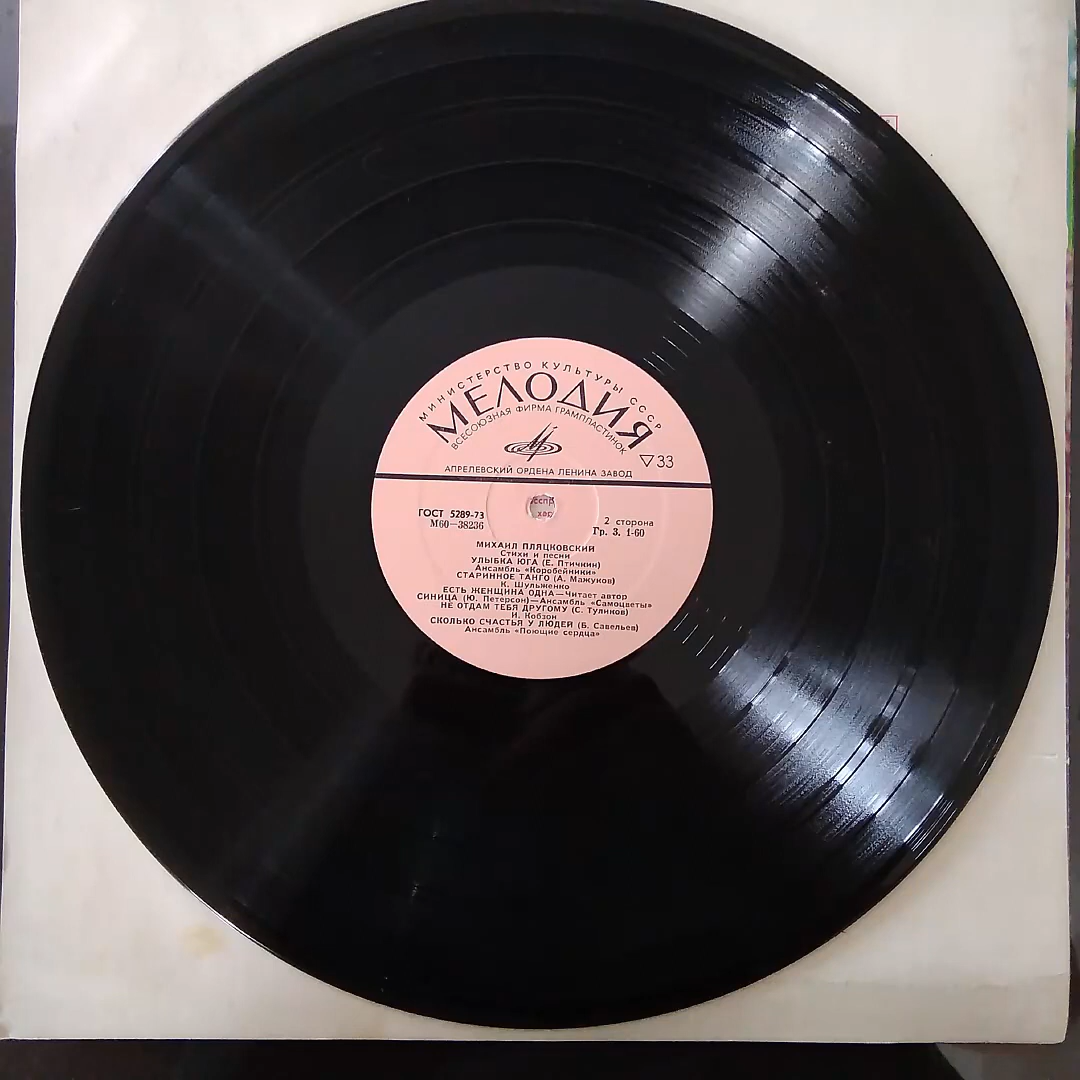 МИНИСТЕРСТВО КУЛЬТУРЫ СССР
МЕЛОДИЯ
ВСЕСОЮЗНАЯ ФИРМА ГРАМПЛАСТИНОК
▽33
АПРЕЛЕВСКИЙ ОРДЕНА ЛЕНИНА ЗАВОД
ГОСТ 5289-73
М60—38236
2 сторона
Гр. 3. 1-60
МИХАИЛ ПЛЯЦКОВСКИЙ
Стихи и песни
УЛЫБКА ЮГА (Е. Птичкин)
Ансамбль «Коробейники»
СТАРИННОЕ ТАНГО (А. Мажуков)
К. Шульженко
ЕСТЬ ЖЕНЩИНА ОДНА—Читает автор
СИНИЦА (Ю. Петерсон)—Ансамбль «Самоцветы»
НЕ ОТДАМ ТЕБЯ ДРУГОМУ (С. Туликов)
И. Кобзон
СКОЛЬКО СЧАСТЬЯ У ЛЮДЕЙ (Б. Савельев)
Ансамбль «Поющие сердца»